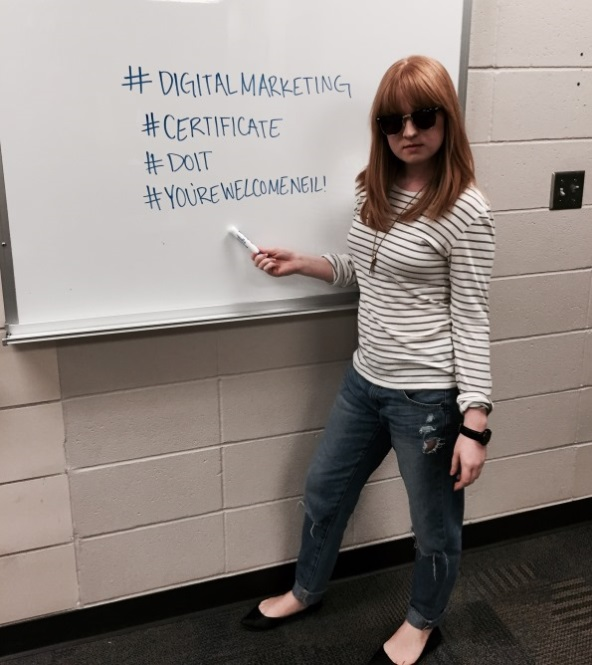 # DIGITALMARKETING
#CERTIFICATE
#DOIT
#YOU'REWELCOMENEIL!